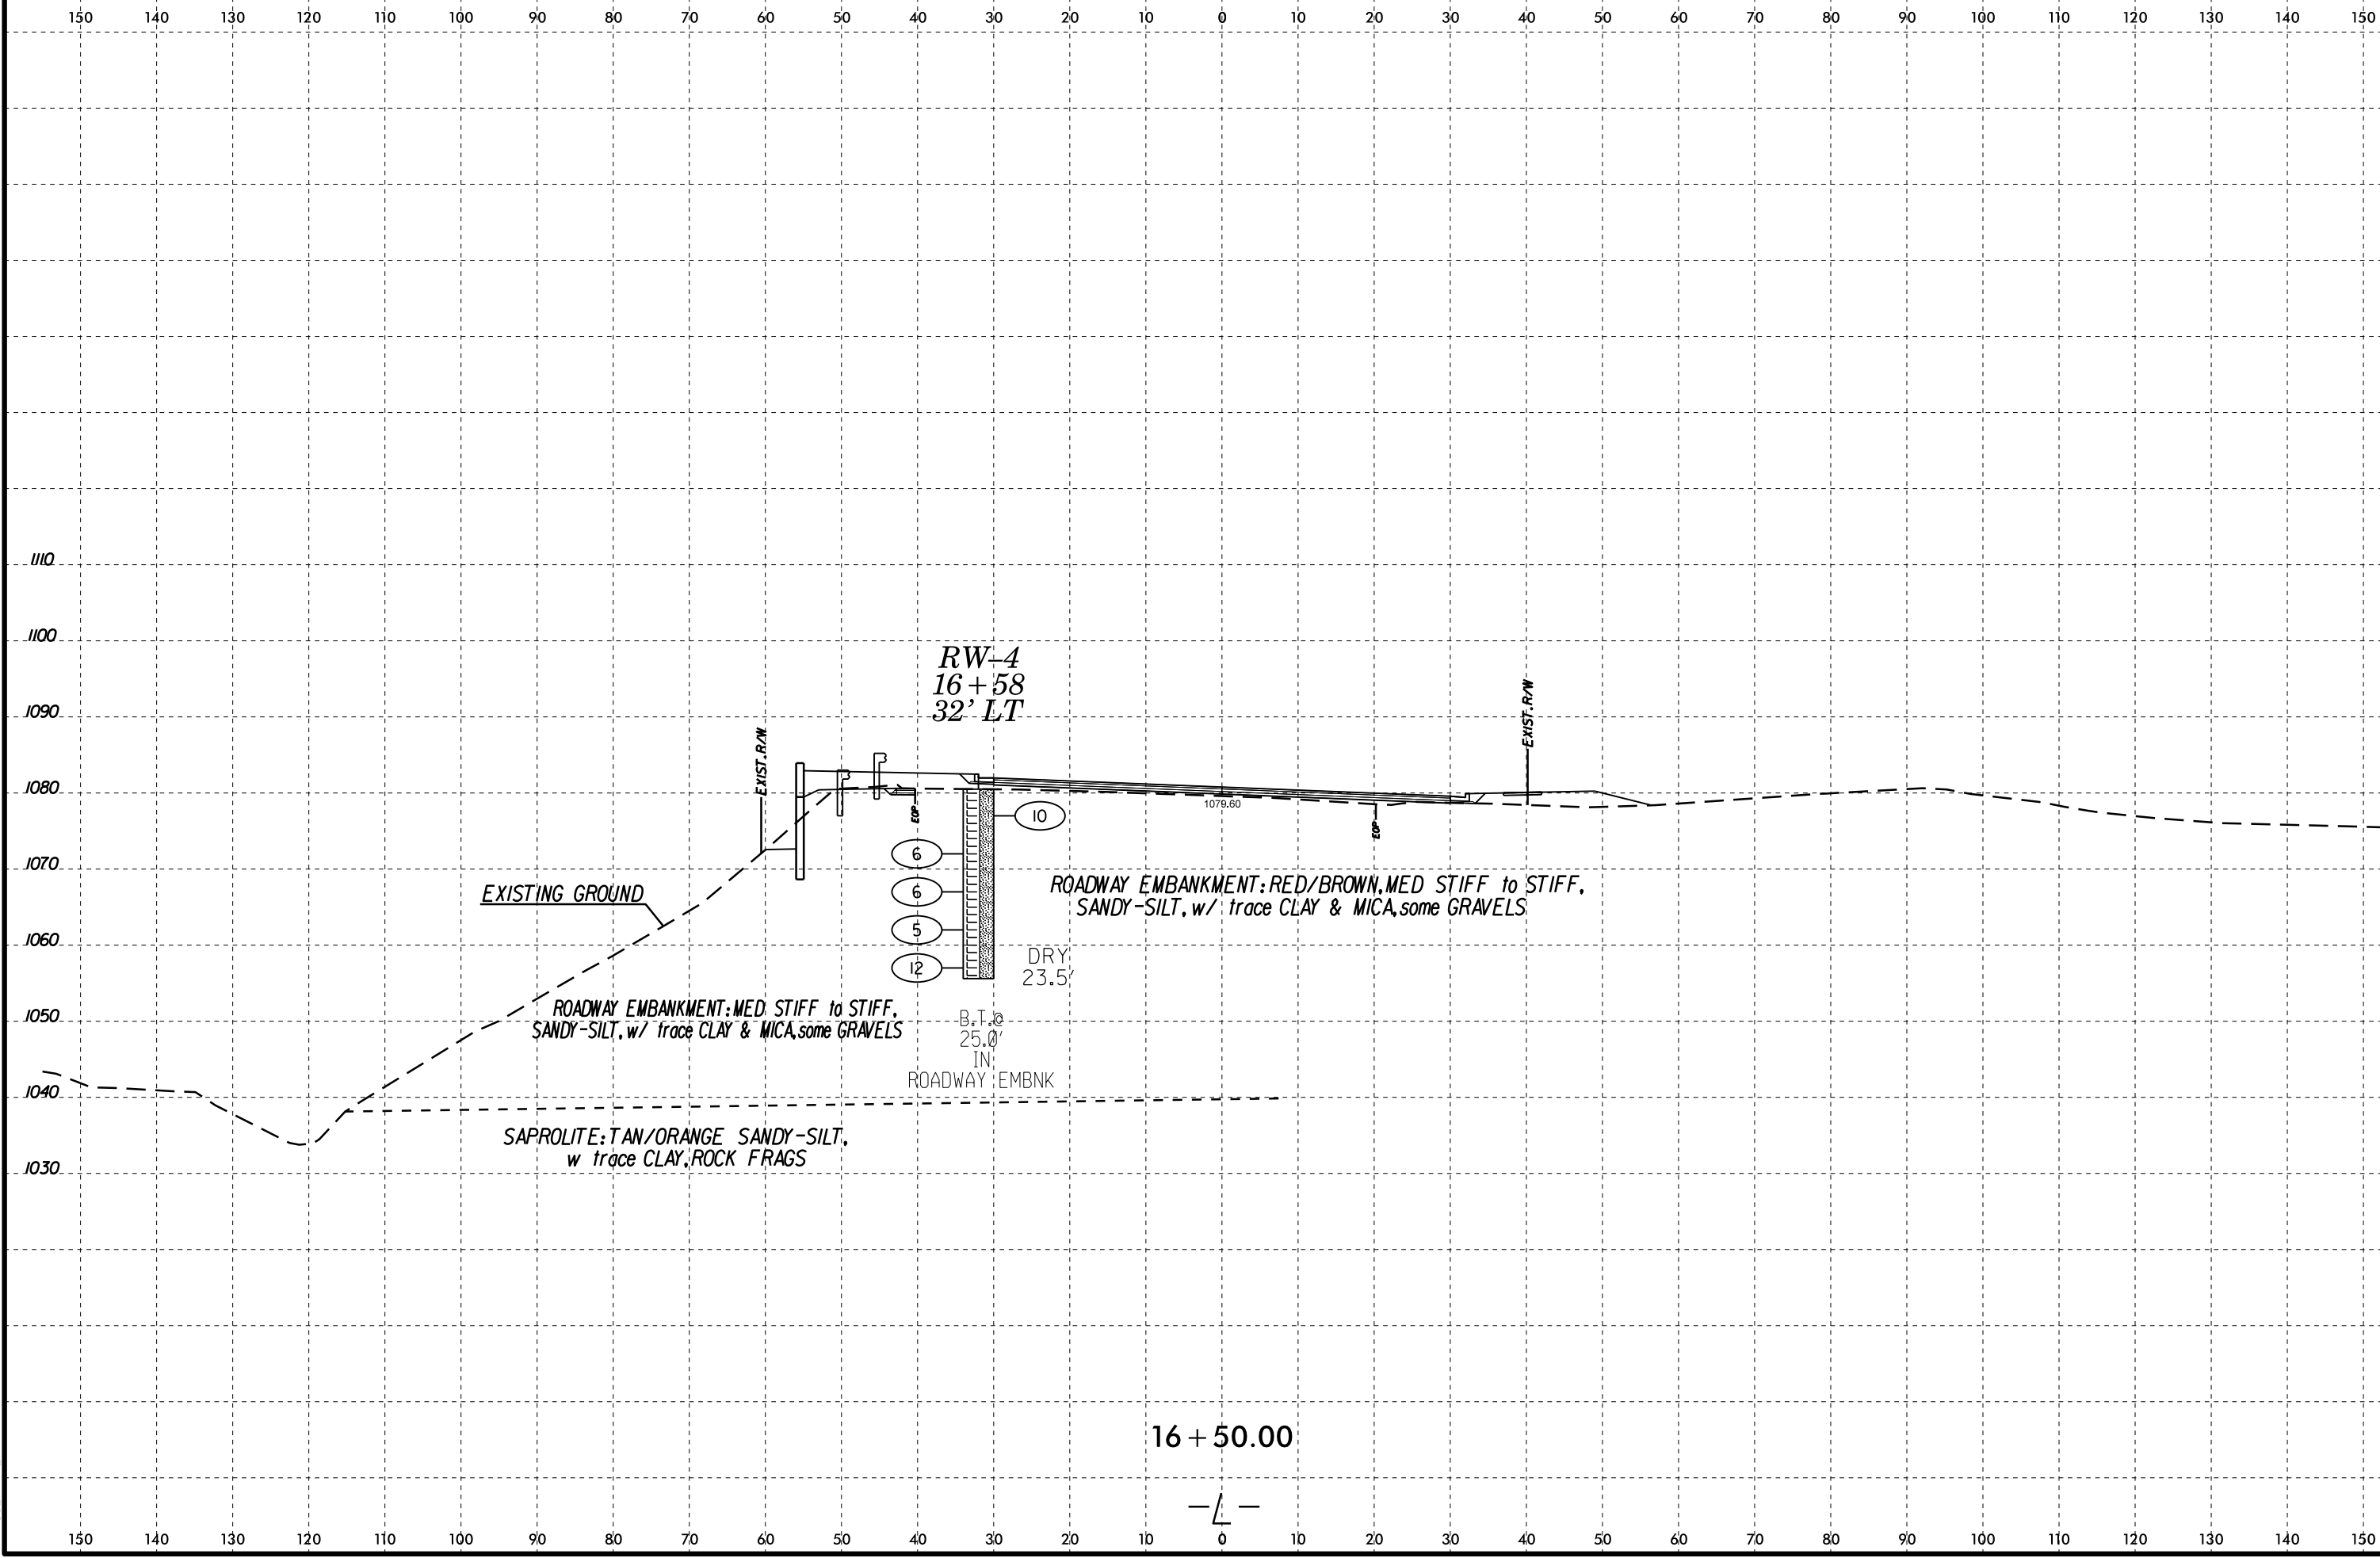 150 140 130 120 110 100 90 80 70 60 50 40 30 20 10 0 10 20 30 40 50 60 70 80 90 100 110 120 130 140 150
1110
1100
RW-4
16+58
32' LT
1090
EXIST. R/W
EXIST. R/W
1080
1079.60
EOP
EOP
10
6
1070
6
EXISTING GROUND
ROADWAY EMBANKMENT: RED/BROWN, MED STIFF to STIFF,
SANDY-SILT, w/ trace CLAY & MICA, some GRAVELS
5
1060
12
DRY
23.5'
ROADWAY EMBANKMENT: MED STIFF to STIFF,
SANDY-SILT, w/ trace CLAY & MICA, some GRAVELS
1050
B.T.@
25.0'
IN
ROADWAY EMBNK
1040
SAPROLITE: TAN/ORANGE SANDY-SILT,
w trace CLAY, ROCK FRAGS
1030
16+50.00
-L-
150 140 130 120 110 100 90 80 70 60 50 40 30 20 10 0 10 20 30 40 50 60 70 80 90 100 110 120 130 140 150